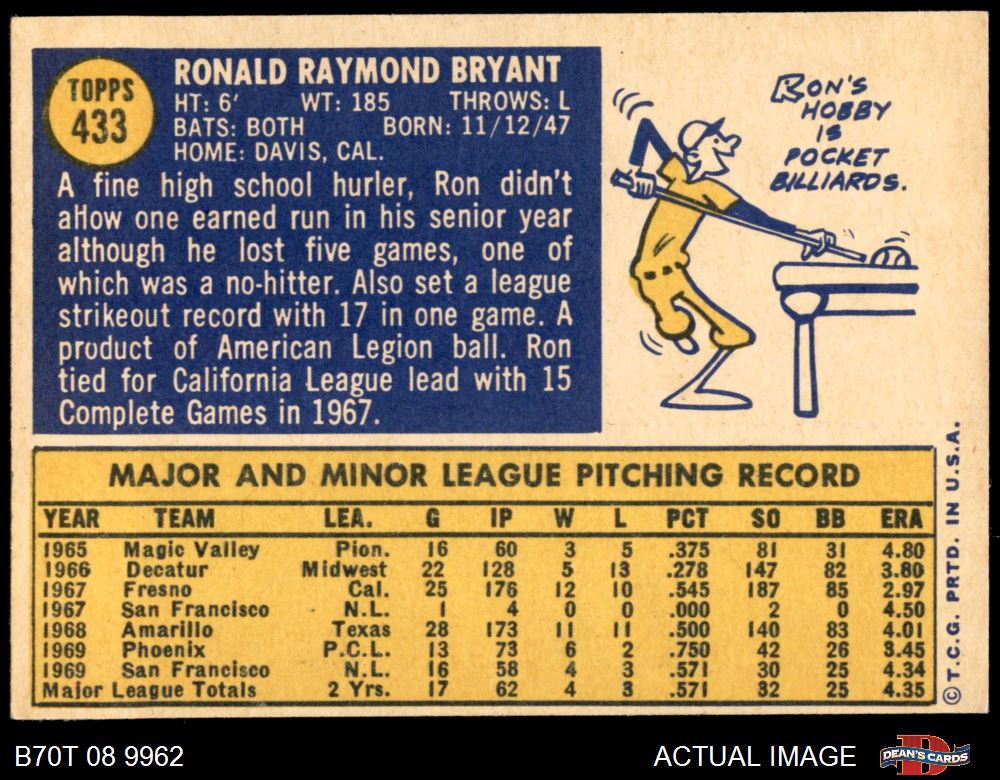 TOPPS
433
RONALD RAYMOND BRYANT
HT: 6' WT: 185 THROWS: L
BATS: BOTH BORN: 11/12/47
HOME: DAVIS, CAL.
A fine high school hurler, Ron didn't
allow one earned run in his senior year
although he lost five games, one of
which was a no-hitter. Also set a league
strikeout record with 17 in one game. A
product of American Legion ball. Ron
tied for California League lead with 15
Complete Games in 1967.
RON'S
HOBBY
IS
POCKET
BILLIARDS.
MAJOR AND MINOR LEAGUE PITCHING RECORD
YEAR TEAM LEA. G IP W L PCT SO BB ERA
1965 Magic Valley Pion. 16 60 3 5 .375 81 31 4.80
1966 Decatur Midwest 22 128 5 13 .278 147 82 3.80
1967 Fresno Cal. 25 176 12 10 .545 187 85 2.97
1967 San Francisco N.L. 1 4 0 0 .000 2 0 4.50
1968 Amarillo Texas 28 173 11 11 .500 140 83 4.01
1969 Phoenix P.C.L. 13 73 6 2 .750 42 26 3.45
1969 San Francisco N.L. 16 58 4 3 .571 30 25 4.34
Major League Totals 2 Yrs. 17 62 4 3 .571 32 25 4.35
© T.C.G. PRTD. IN U.S.A.
B70T 08 9962 ACTUAL IMAGE
DEAN'S CARDS